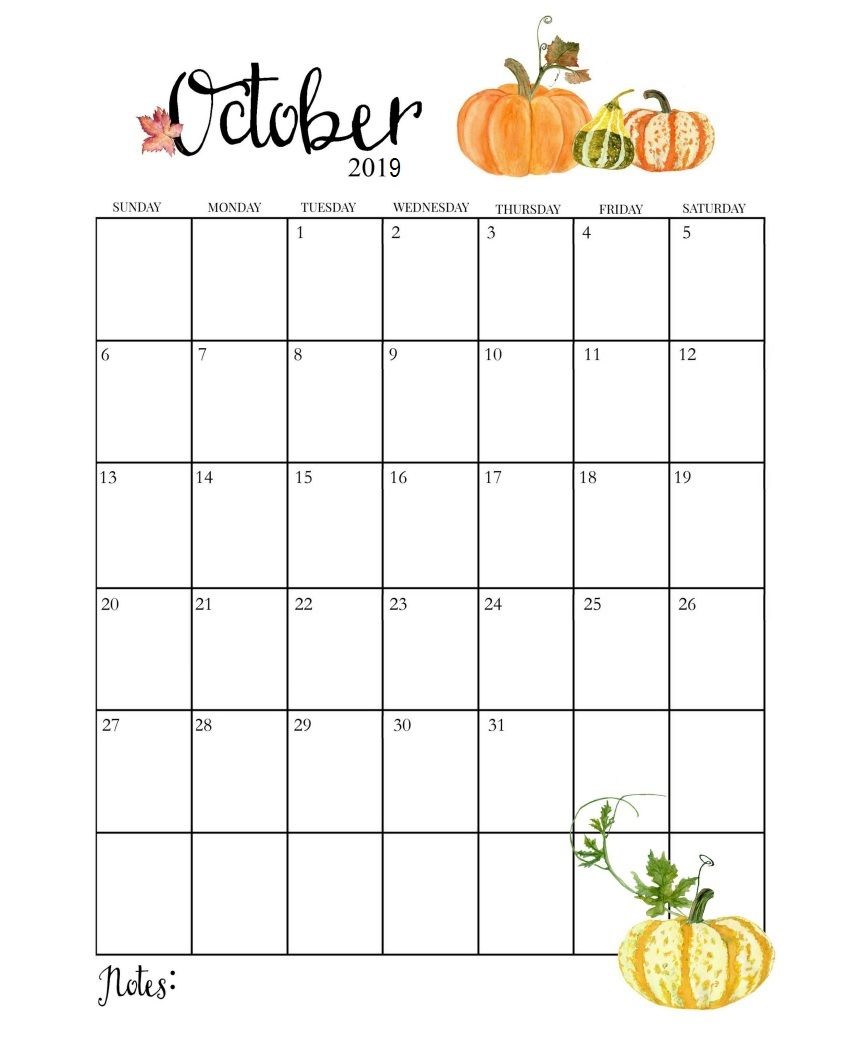 October
2019
SUNDAY MONDAY TUESDAY WEDNESDAY THURSDAY FRIDAY SATURDAY
1 2 3 4 5
6 7 8 9 10 11 12
13 14 15 16 17 18 19
20 21 22 23 24 25 26
27 28 29 30 31
Notes: